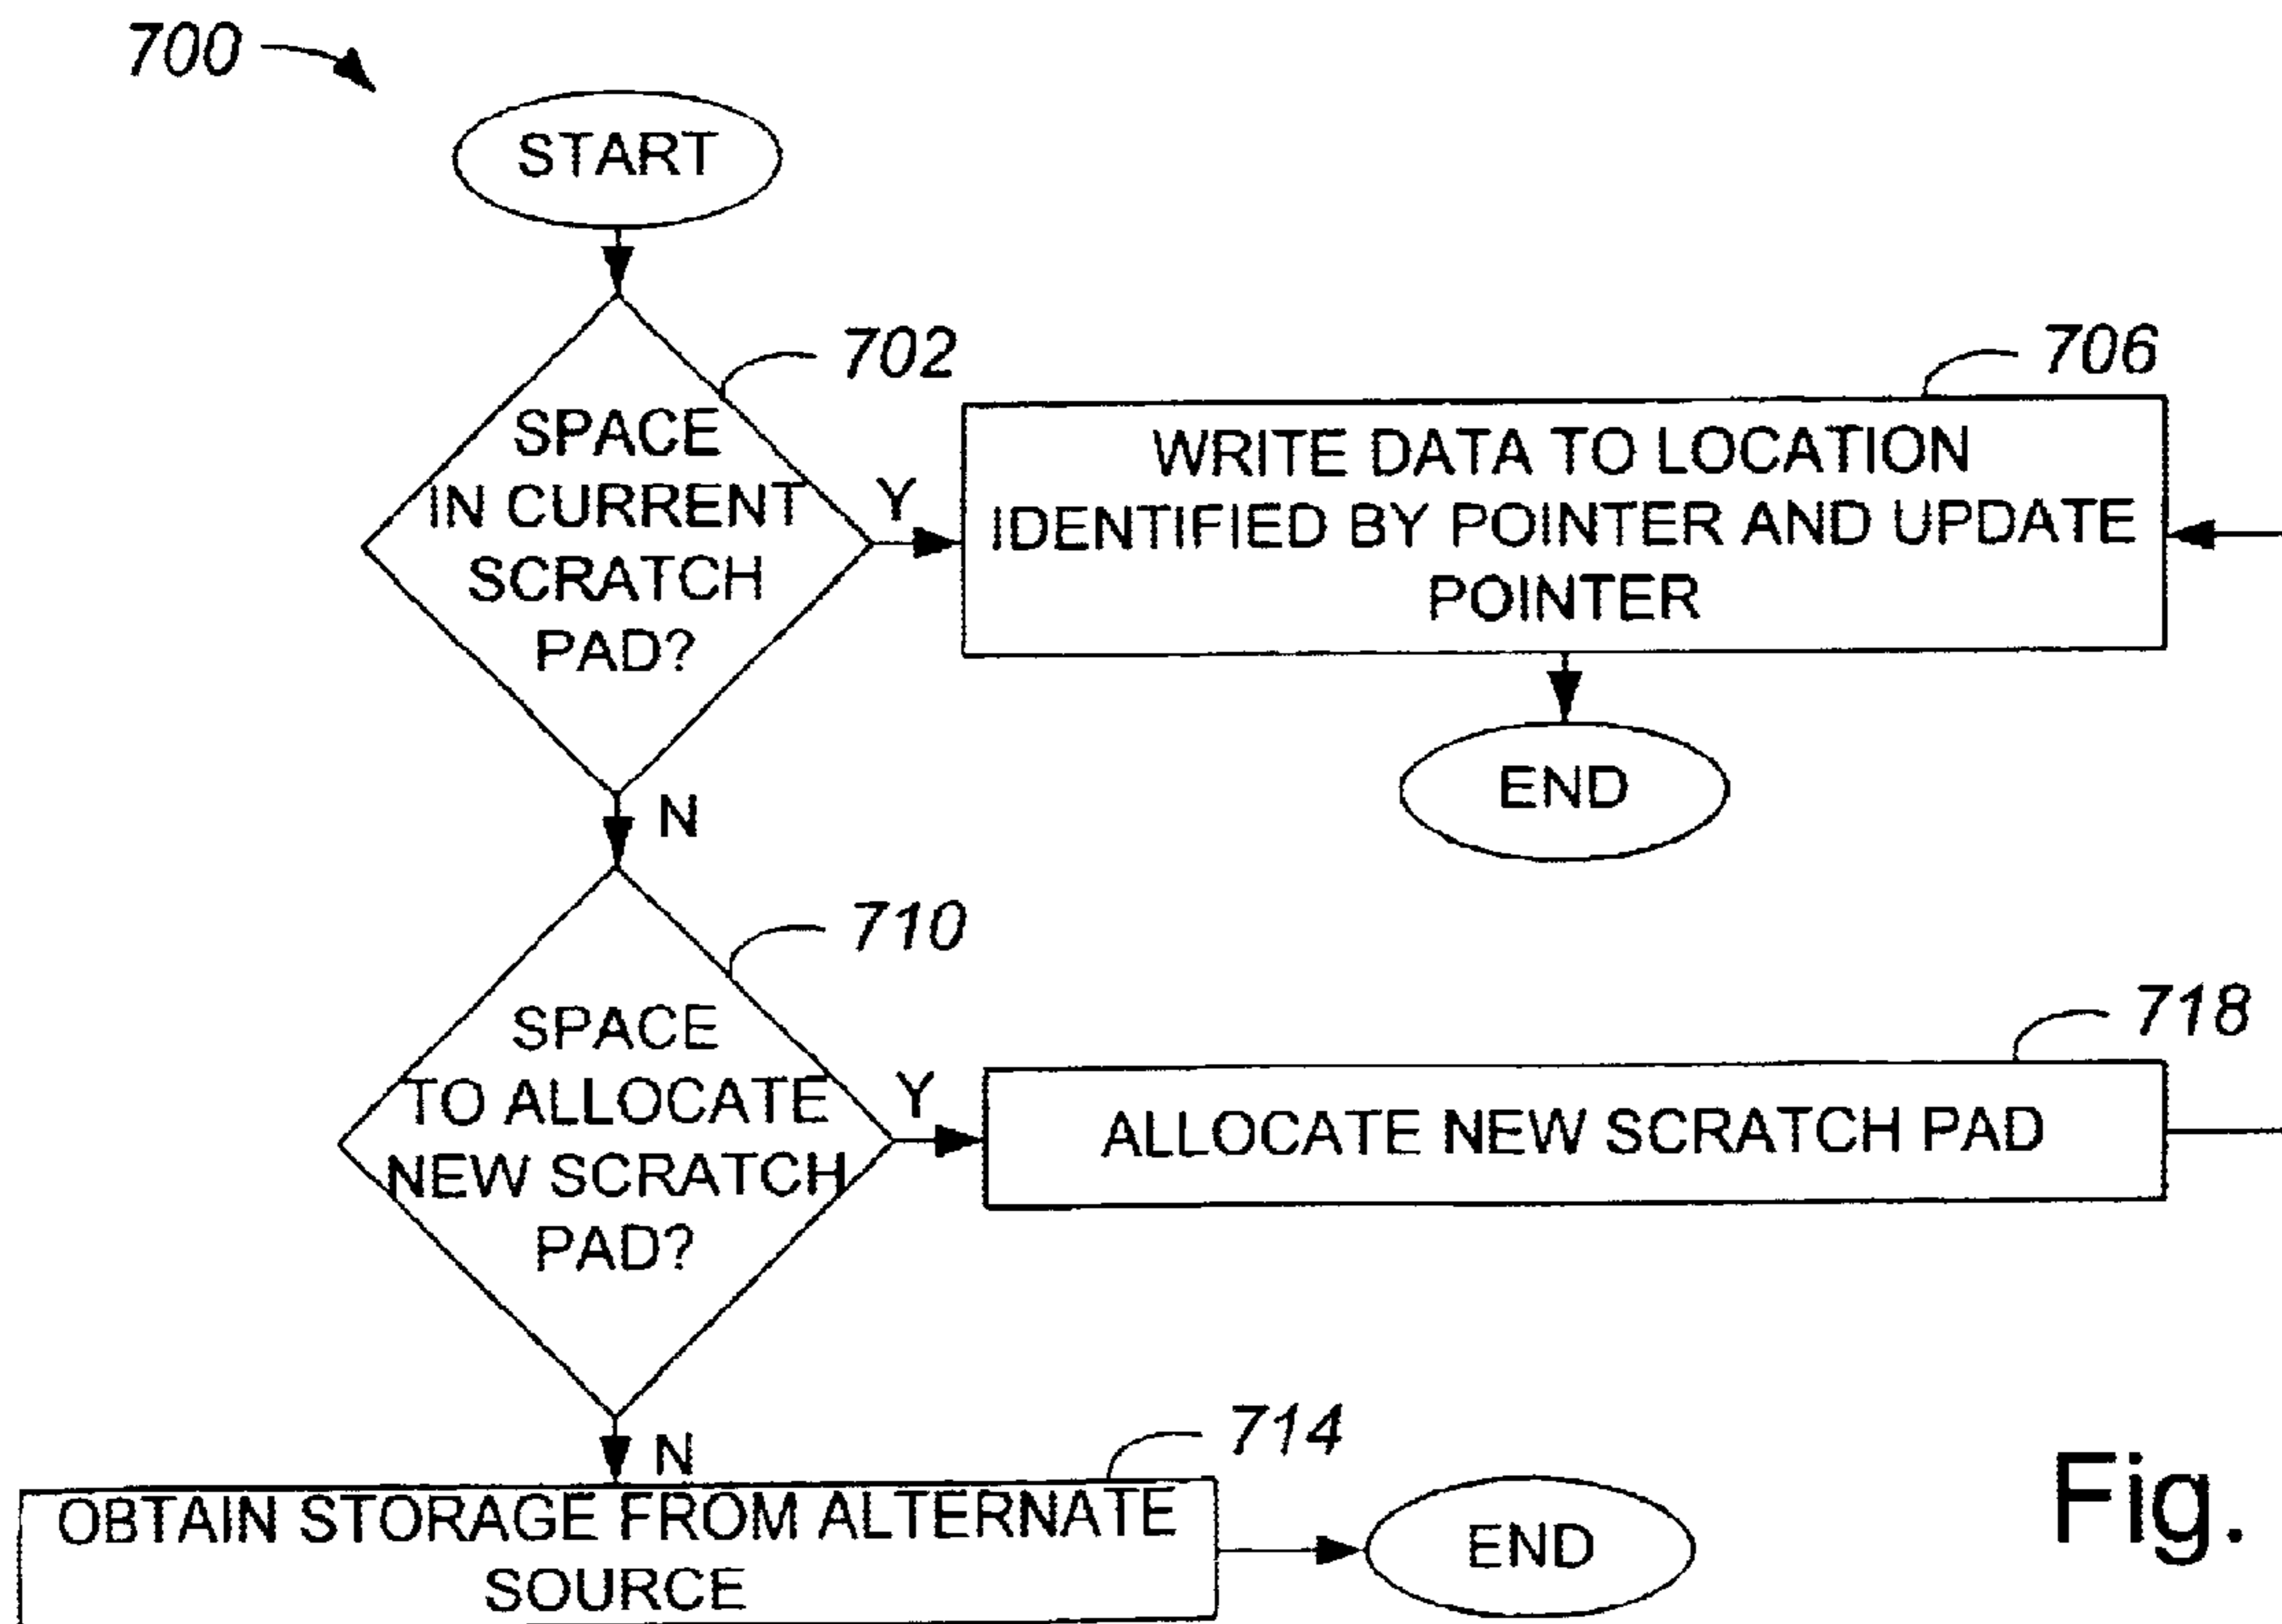 700
START
702
SPACE
IN CURRENT
SCRATCH
PAD?
Y
706
WRITE DATA TO LOCATION
IDENTIFIED BY POINTER AND UPDATE
POINTER
END
N
710
SPACE
TO ALLOCATE
NEW SCRATCH
PAD?
Y
718
ALLOCATE NEW SCRATCH PAD
N
714
OBTAIN STORAGE FROM ALTERNATE
SOURCE
END
Fig.